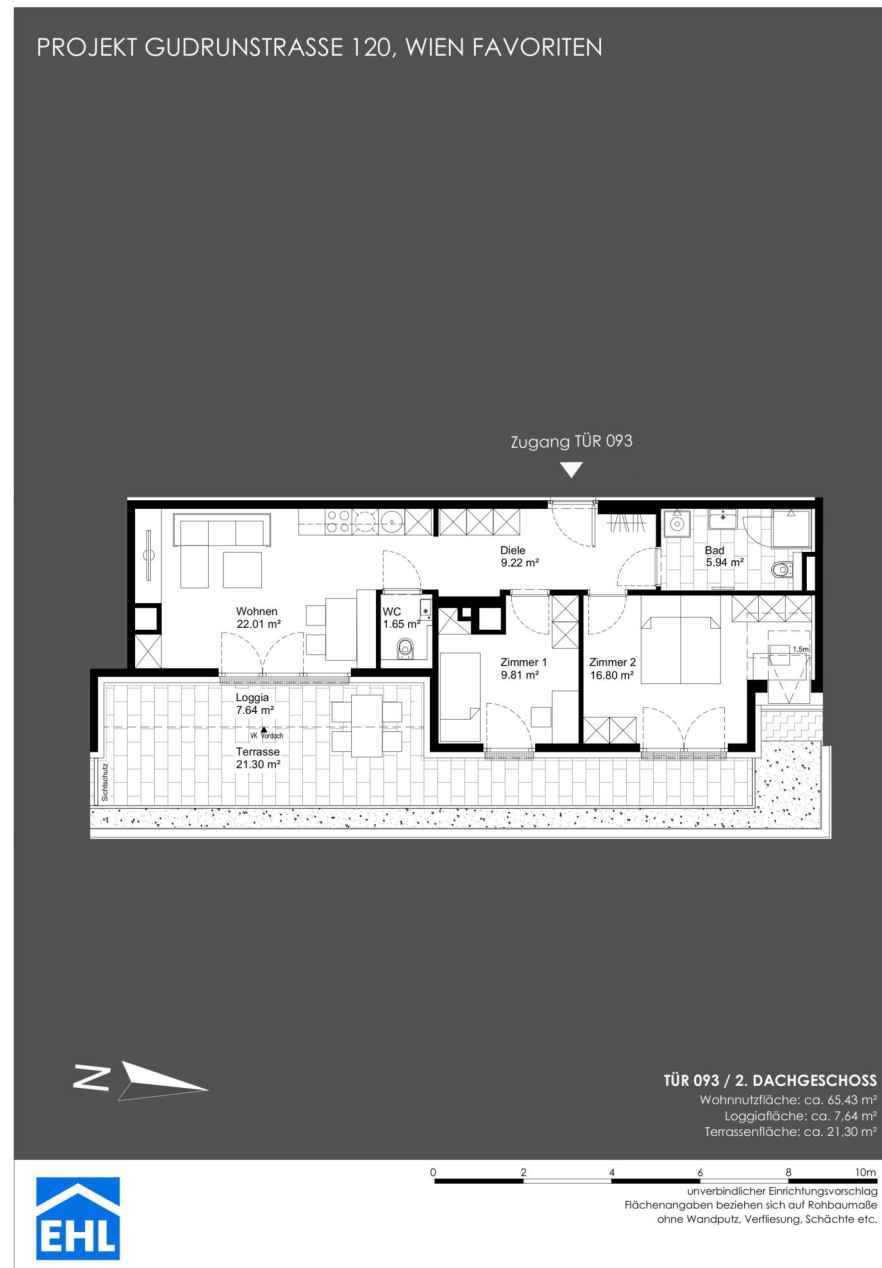 PROJEKT GUDRUNSTRASSE 120, WIEN FAVORITEN
Zugang TÜR 093
Diele
9.22 m²
Bad
5.94 m²
Wohnen
22.01 m²
WC
1.65 m²
Zimmer 1
9.81 m²
Zimmer 2
16.80 m²
1,5m
Loggia
7.64 m²
VK Vordach
Terrasse
21.30 m²
Sichtschutz
N
TÜR 093 / 2. DACHGESCHOSS
Wohnnutzfläche: ca. 65,43 m²
Loggiafläche: ca. 7,64 m²
Terrassenfläche: ca. 21,30 m²
0 2 4 6 8 10m
unverbindlicher Einrichtungsvorschlag
Flächenangaben beziehen sich auf Rohbaumaße
ohne Wandputz, Verfliesung, Schächte etc.
EHL